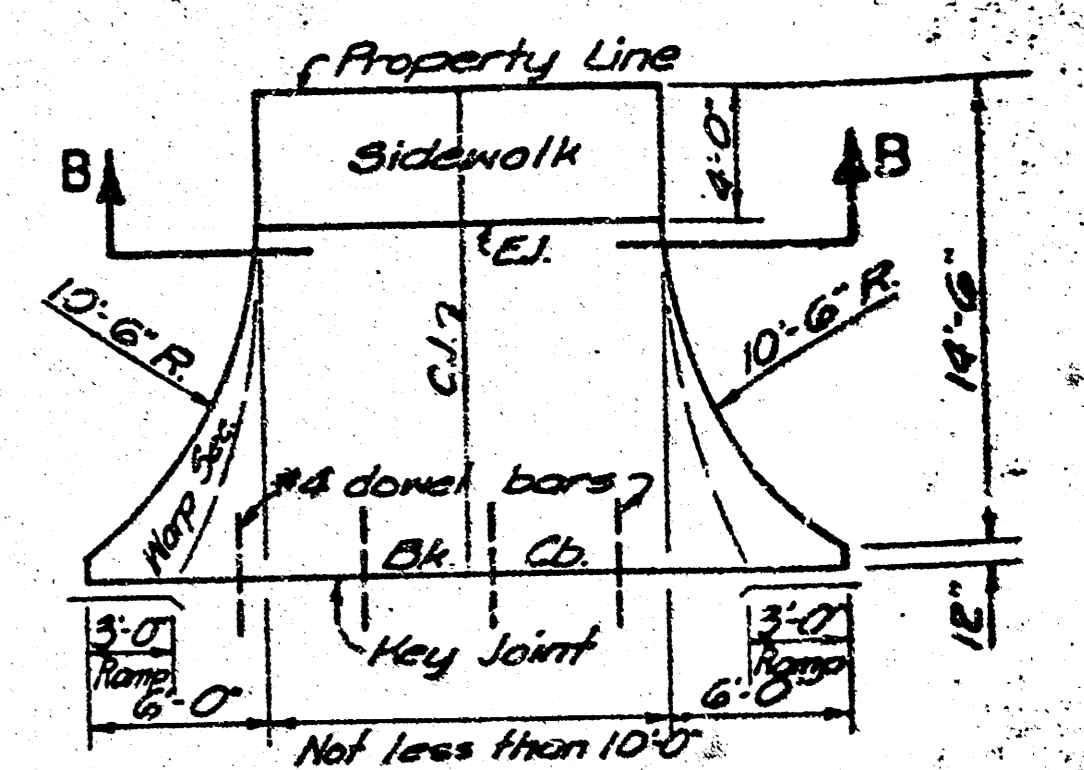 Property Line
Sidewalk
4'-0"
B
B
E.J.
10'-6" R.
C.J.
10'-6" R.
14'-6"
Warp Sec.
#4 dowel bars
Bk. Cb.
12"
3'-0"
Ramp
Key Joint
3'-0"
Ramp
6'-0"
6'-0"
Not less than 10'-0"